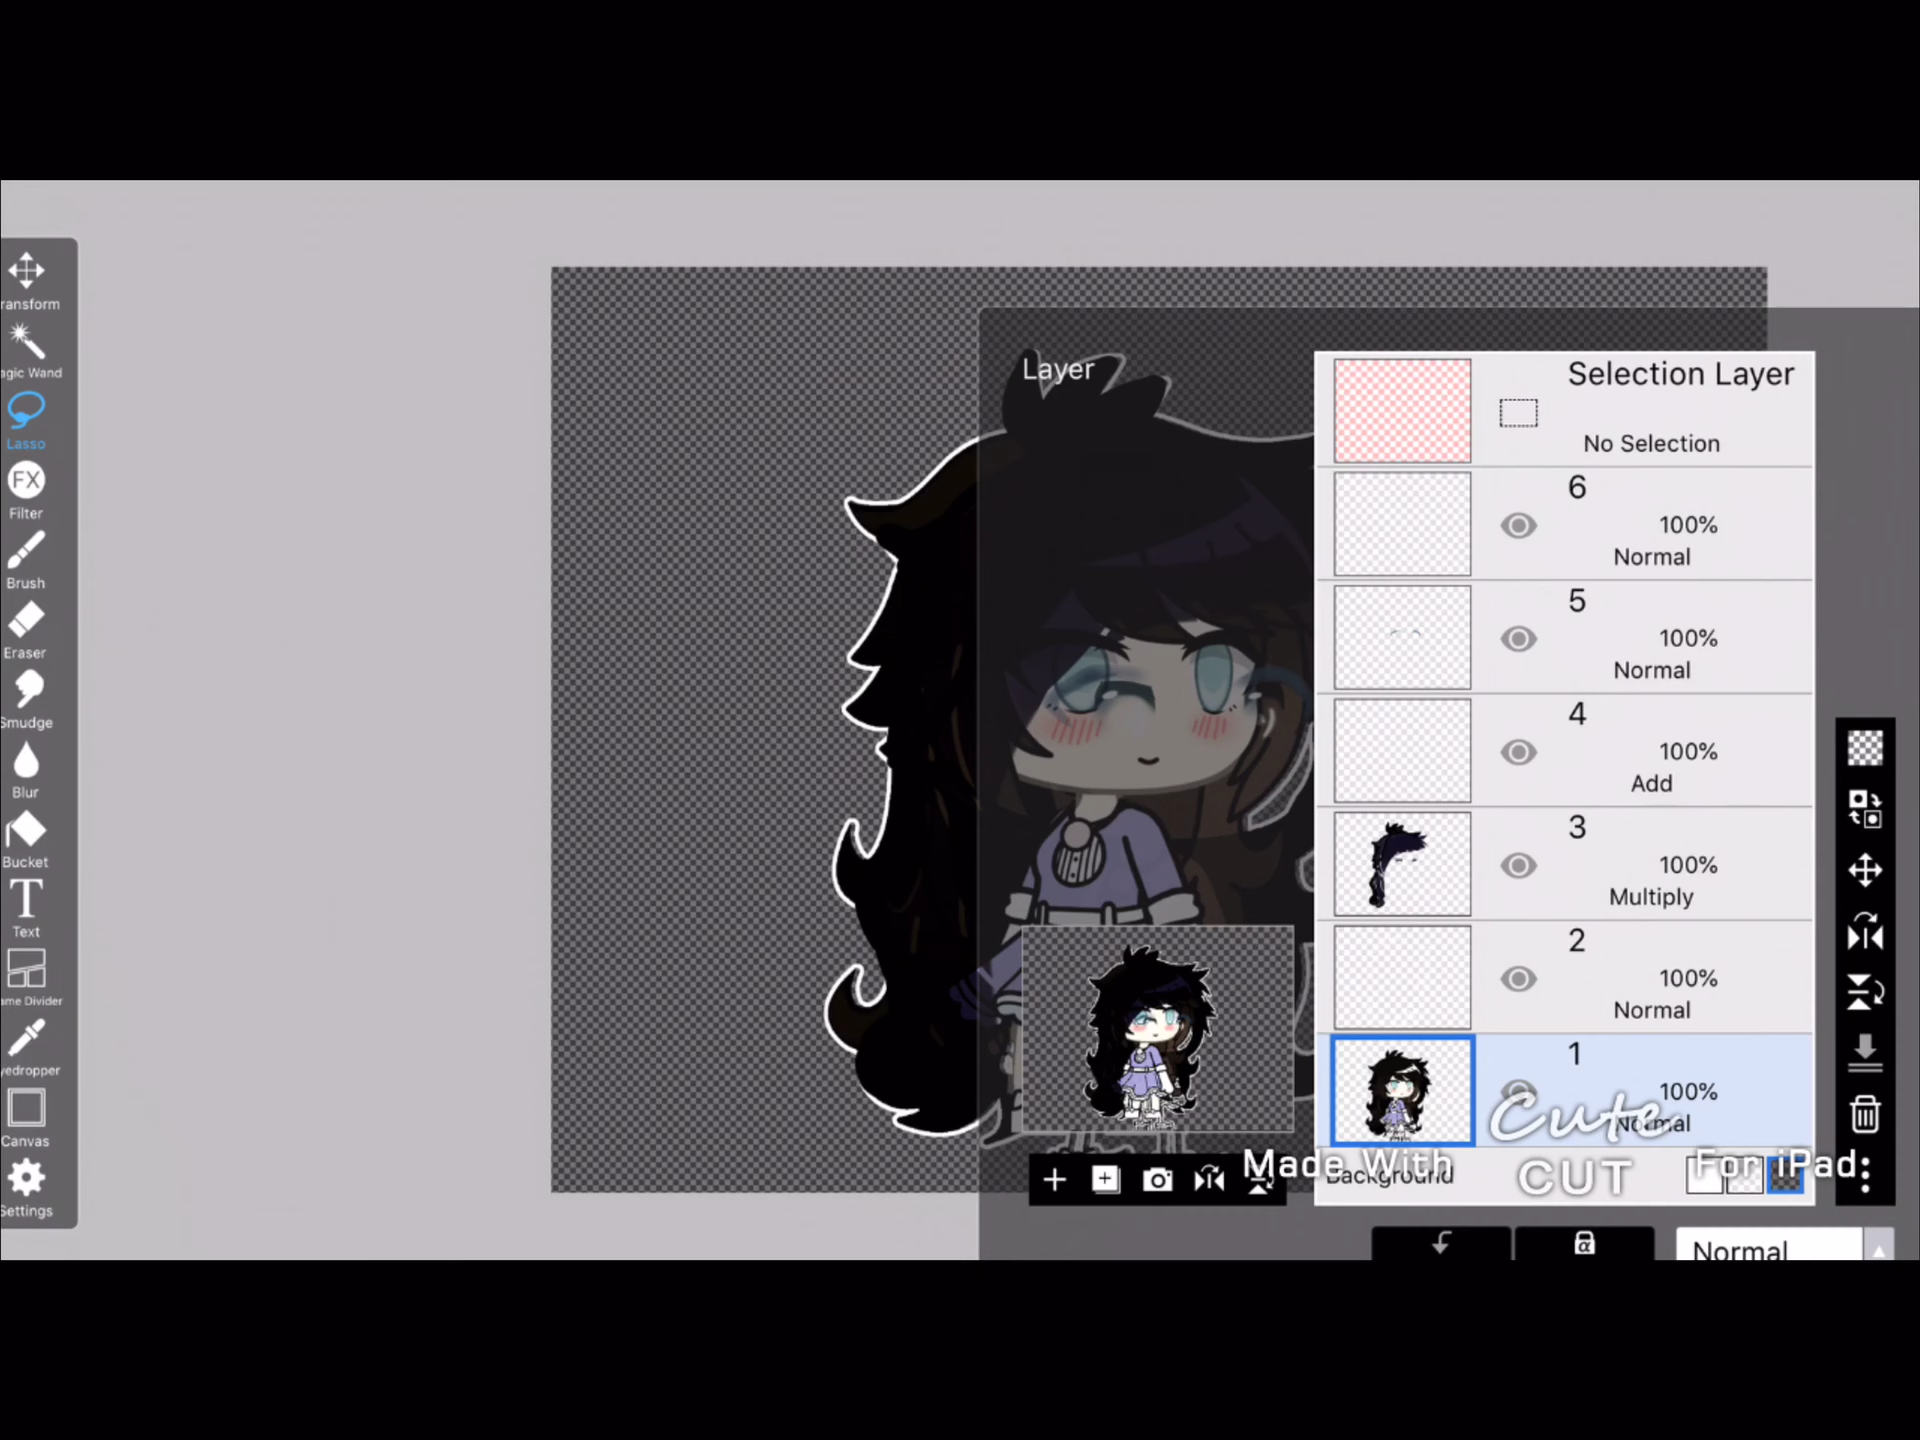 ransform
agic Wand
Lasso
FX
Filter
Brush
Eraser
Smudge
Blur
Bucket
T
Text
ame Divider
yedropper
Canvas
Settings
Layer
Selection Layer
No Selection
6
100%
Normal
5
100%
Normal
4
100%
Add
3
100%
Multiply
2
100%
Normal
1
100%
Normal
Background
Made With
Cute
CUT
For iPad
α
Normal